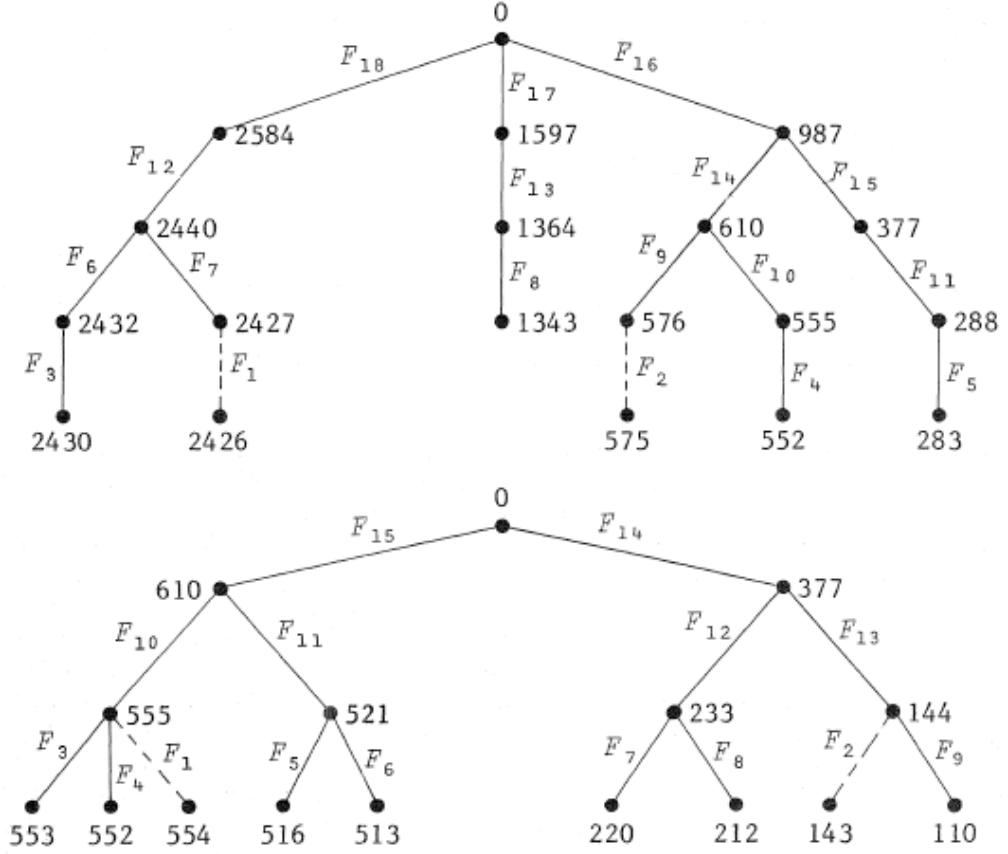 0
F18 F17 F16
2584 1597 987
F12 F13 F14 F15
2440 1364 610 377
F6 F7 F8 F9 F10 F11
2432 2427 1343 576 555 288
F3 F1 F2 F4 F5
2430 2426 575 552 283
0
F15 F14
610 377
F10 F11 F12 F13
555 521 233 144
F3 F4 F1 F5 F6 F7 F8 F2 F9
553 552 554 516 513 220 212 143 110